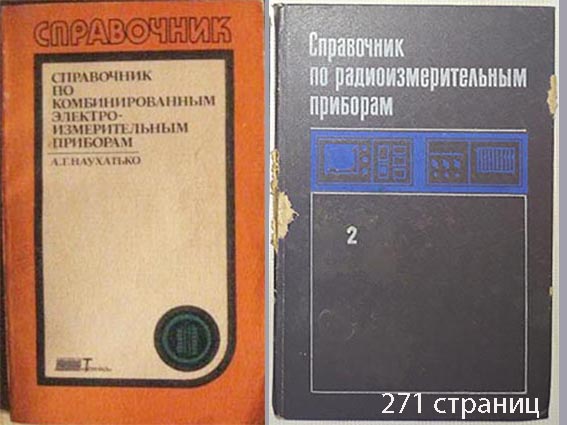 СПРАВОЧНИК
СПРАВОЧНИК
ПО
КОМБИНИРОВАННЫМ
ЭЛЕКТРО-
ИЗМЕРИТЕЛЬНЫМ
ПРИБОРАМ
А.Г. НАУХАТЬКО
Справочник
по радиоизмерительным
приборам
2
271 страниц